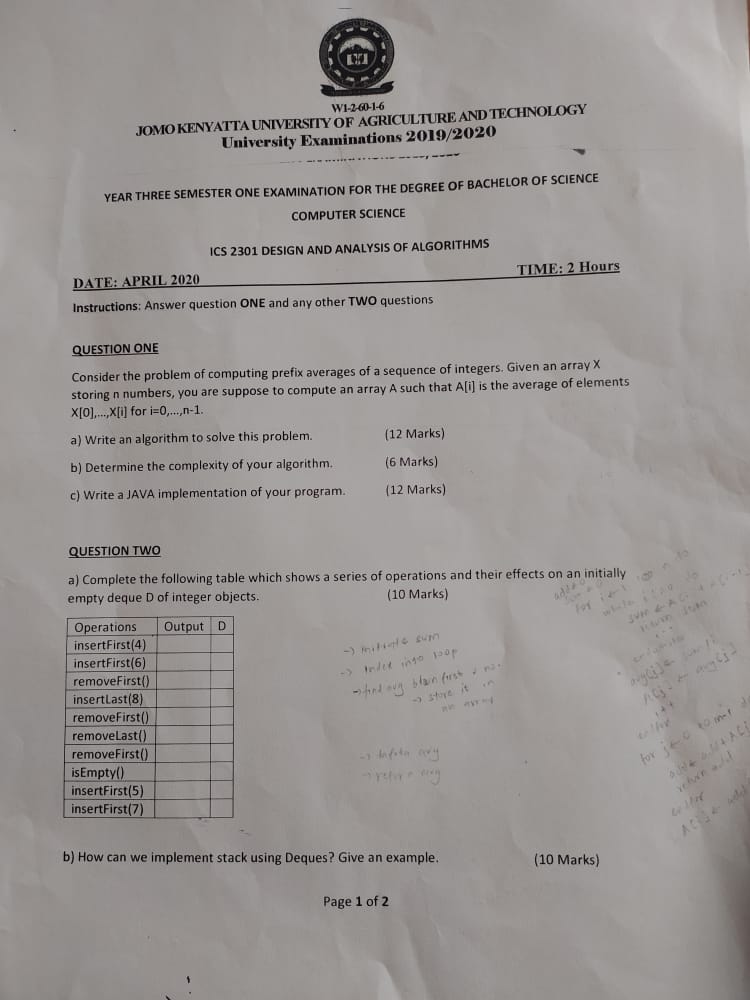 W1-2-60-1-6
JOMO KENYATTA UNIVERSITY OF AGRICULTURE AND TECHNOLOGY
University Examinations 2019/2020
YEAR THREE SEMESTER ONE EXAMINATION FOR THE DEGREE OF BACHELOR OF SCIENCE
COMPUTER SCIENCE
ICS 2301 DESIGN AND ANALYSIS OF ALGORITHMS
DATE: APRIL 2020 TIME: 2 Hours
Instructions: Answer question ONE and any other TWO questions
QUESTION ONE
Consider the problem of computing prefix averages of a sequence of integers. Given an array X
storing n numbers, you are suppose to compute an array A such that A[i] is the average of elements
X[0],...,X[i] for i=0,...,n-1.
a) Write an algorithm to solve this problem. (12 Marks)
b) Determine the complexity of your algorithm. (6 Marks)
c) Write a JAVA implementation of your program. (12 Marks)
QUESTION TWO
a) Complete the following table which shows a series of operations and their effects on an initially
empty deque D of integer objects. (10 Marks)
Operations Output D
insertFirst(4)
insertFirst(6)
removeFirst()
insertLast(8)
removeFirst()
removeLast()
removeFirst()
isEmpty()
insertFirst(5)
insertFirst(7)
-> initiate sum
-> index into loop
-> find avg first
-> store it in
an array
avg
-> return avg
b) How can we implement stack using Deques? Give an example. (10 Marks)
Page 1 of 2